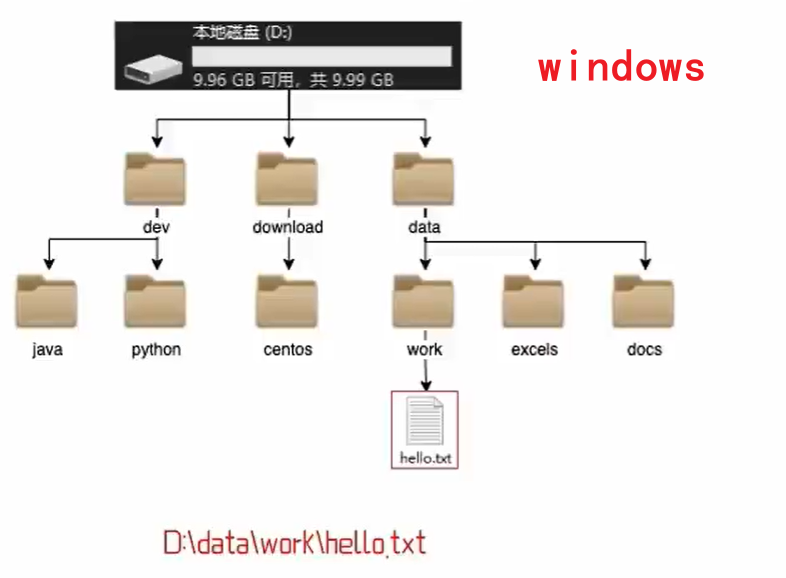 本地磁盘 (D:)
9.96 GB 可用，共 9.99 GB
windows
dev
download
data
java
python
centos
work
excels
docs
hello.txt
D:\data\work\hello.txt